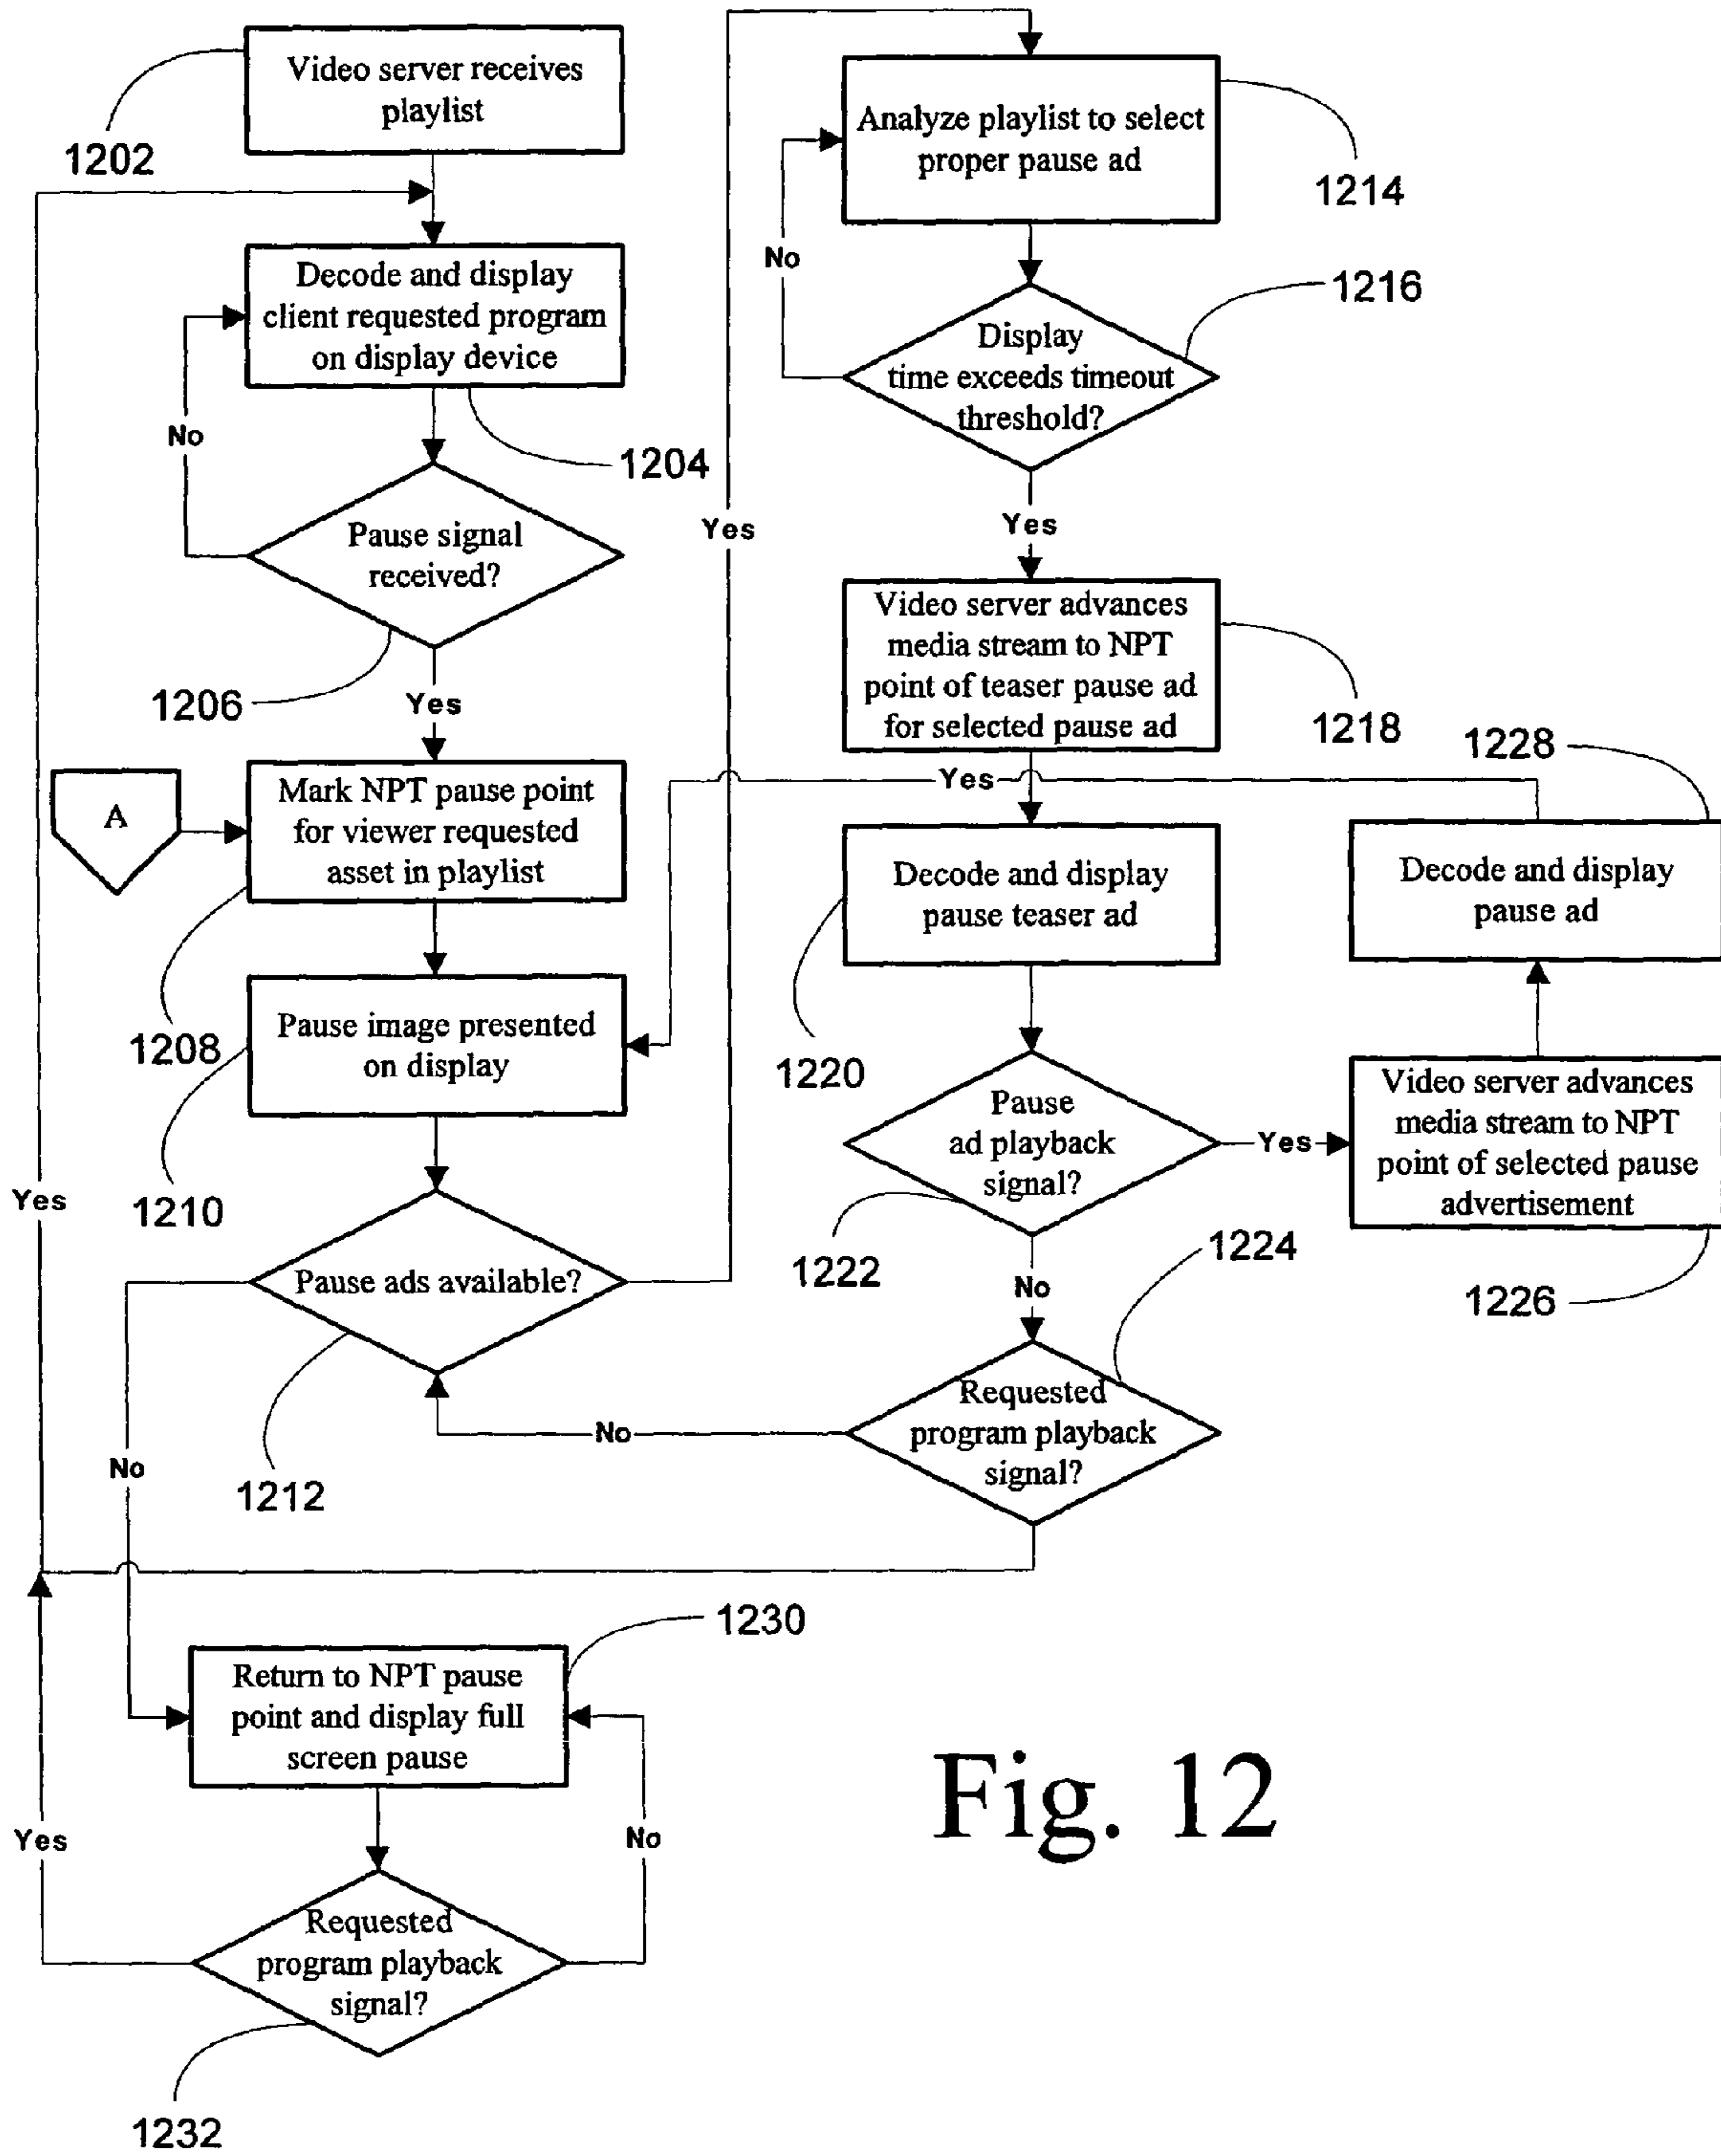 Video server receives
playlist
1202
Decode and display
client requested program
on display device
No
1204
Pause signal
received?
1206
Yes
A
Mark NPT pause point
for viewer requested
asset in playlist
1208
Pause image presented
on display
1210
Yes
Pause ads available?
1212
No
Yes
Analyze playlist to select
proper pause ad
1214
No
Display
time exceeds timeout
threshold?
1216
Yes
Video server advances
media stream to NPT
point of teaser pause ad
for selected pause ad
1218
Yes
1228
Decode and display
pause teaser ad
1220
Decode and display
pause ad
Pause
ad playback
signal?
1222
Yes
Video server advances
media stream to NPT
point of selected pause
advertisement
1226
No
1224
Requested
program playback
signal?
No
1230
Return to NPT pause
point and display full
screen pause
Yes
No
Requested
program playback
signal?
1232
Fig. 12